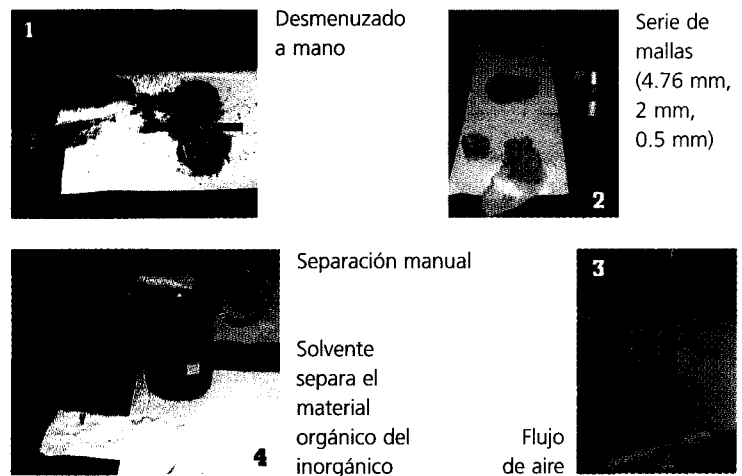 1
Desmenuzado
a mano
2
Serie de
mallas
(4.76 mm,
2 mm,
0.5 mm)
3
Flujo
de aire
4
Separación manual
Solvente
separa el
material
orgánico del
inorgánico